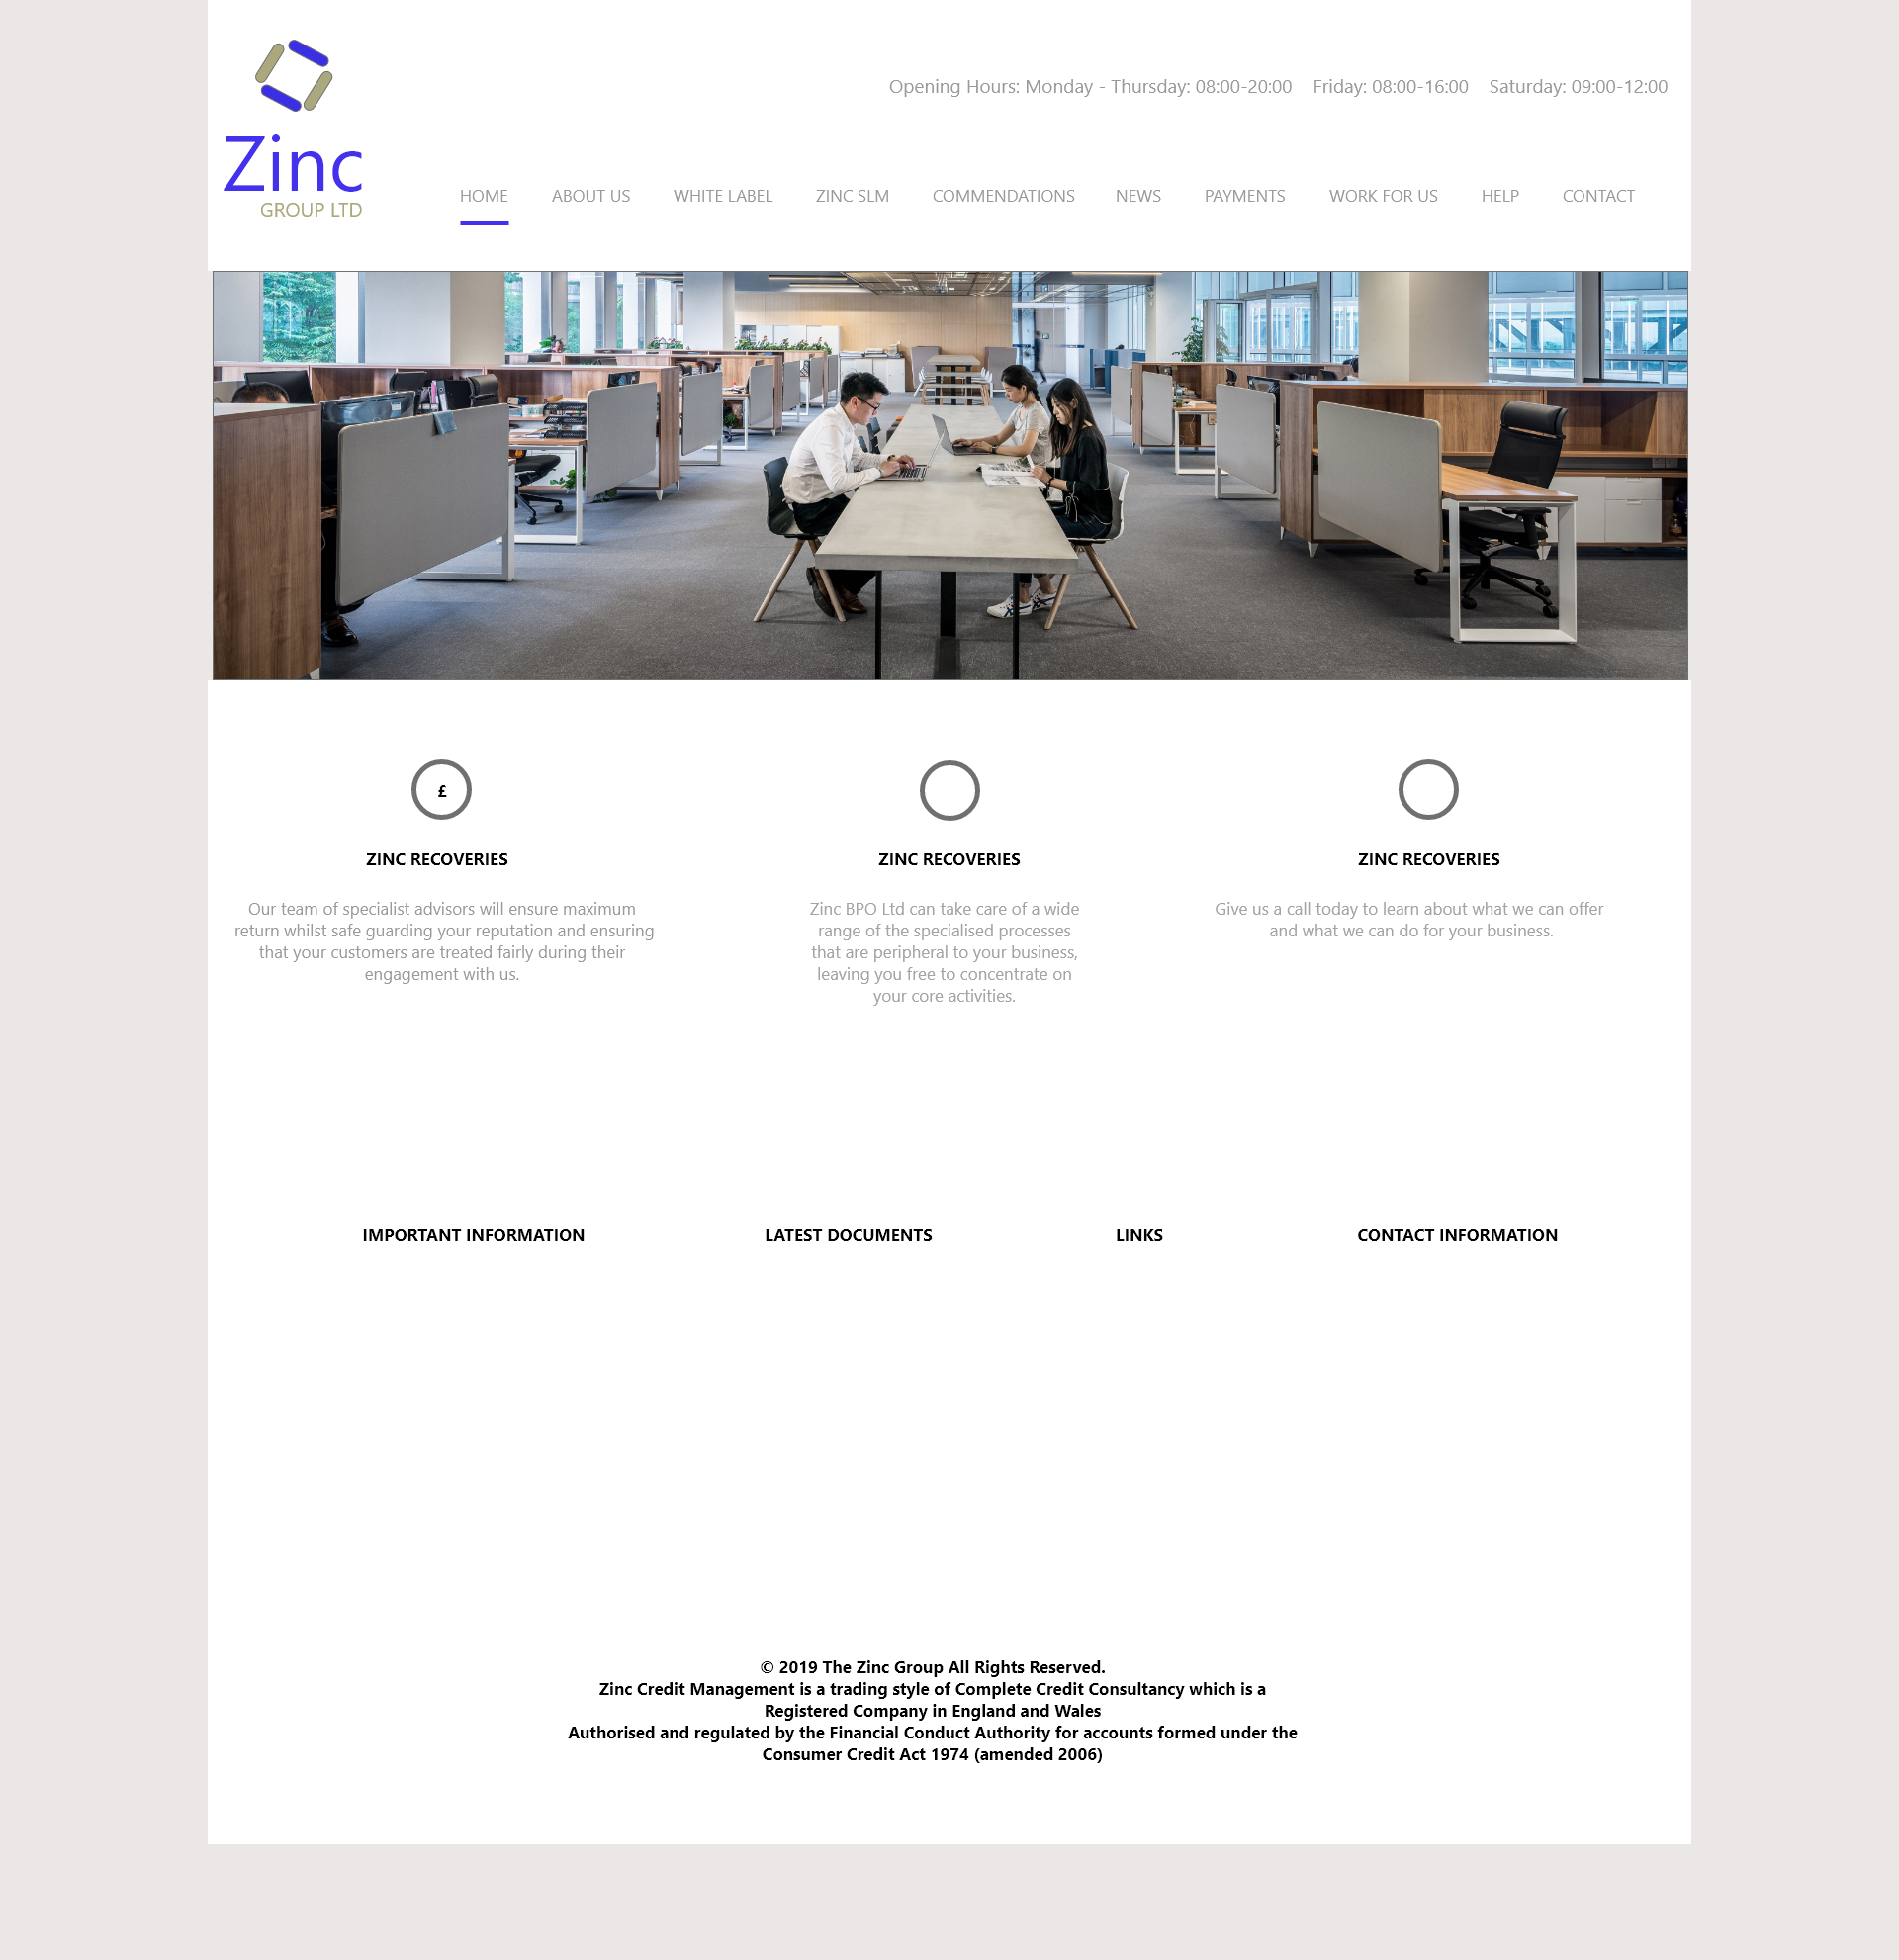 Opening Hours: Monday - Thursday: 08:00-20:00 Friday: 08:00-16:00 Saturday: 09:00-12:00
Zinc
GROUP LTD
HOME ABOUT US WHITE LABEL ZINC SLM COMMENDATIONS NEWS PAYMENTS WORK FOR US HELP CONTACT
£
ZINC RECOVERIES
Our team of specialist advisors will ensure maximum
return whilst safe guarding your reputation and ensuring
that your customers are treated fairly during their
engagement with us.
ZINC RECOVERIES
Zinc BPO Ltd can take care of a wide
range of the specialised processes
that are peripheral to your business,
leaving you free to concentrate on
your core activities.
ZINC RECOVERIES
Give us a call today to learn about what we can offer
and what we can do for your business.
IMPORTANT INFORMATION
LATEST DOCUMENTS
LINKS
CONTACT INFORMATION
© 2019 The Zinc Group All Rights Reserved.
Zinc Credit Management is a trading style of Complete Credit Consultancy which is a
Registered Company in England and Wales
Authorised and regulated by the Financial Conduct Authority for accounts formed under the
Consumer Credit Act 1974 (amended 2006)